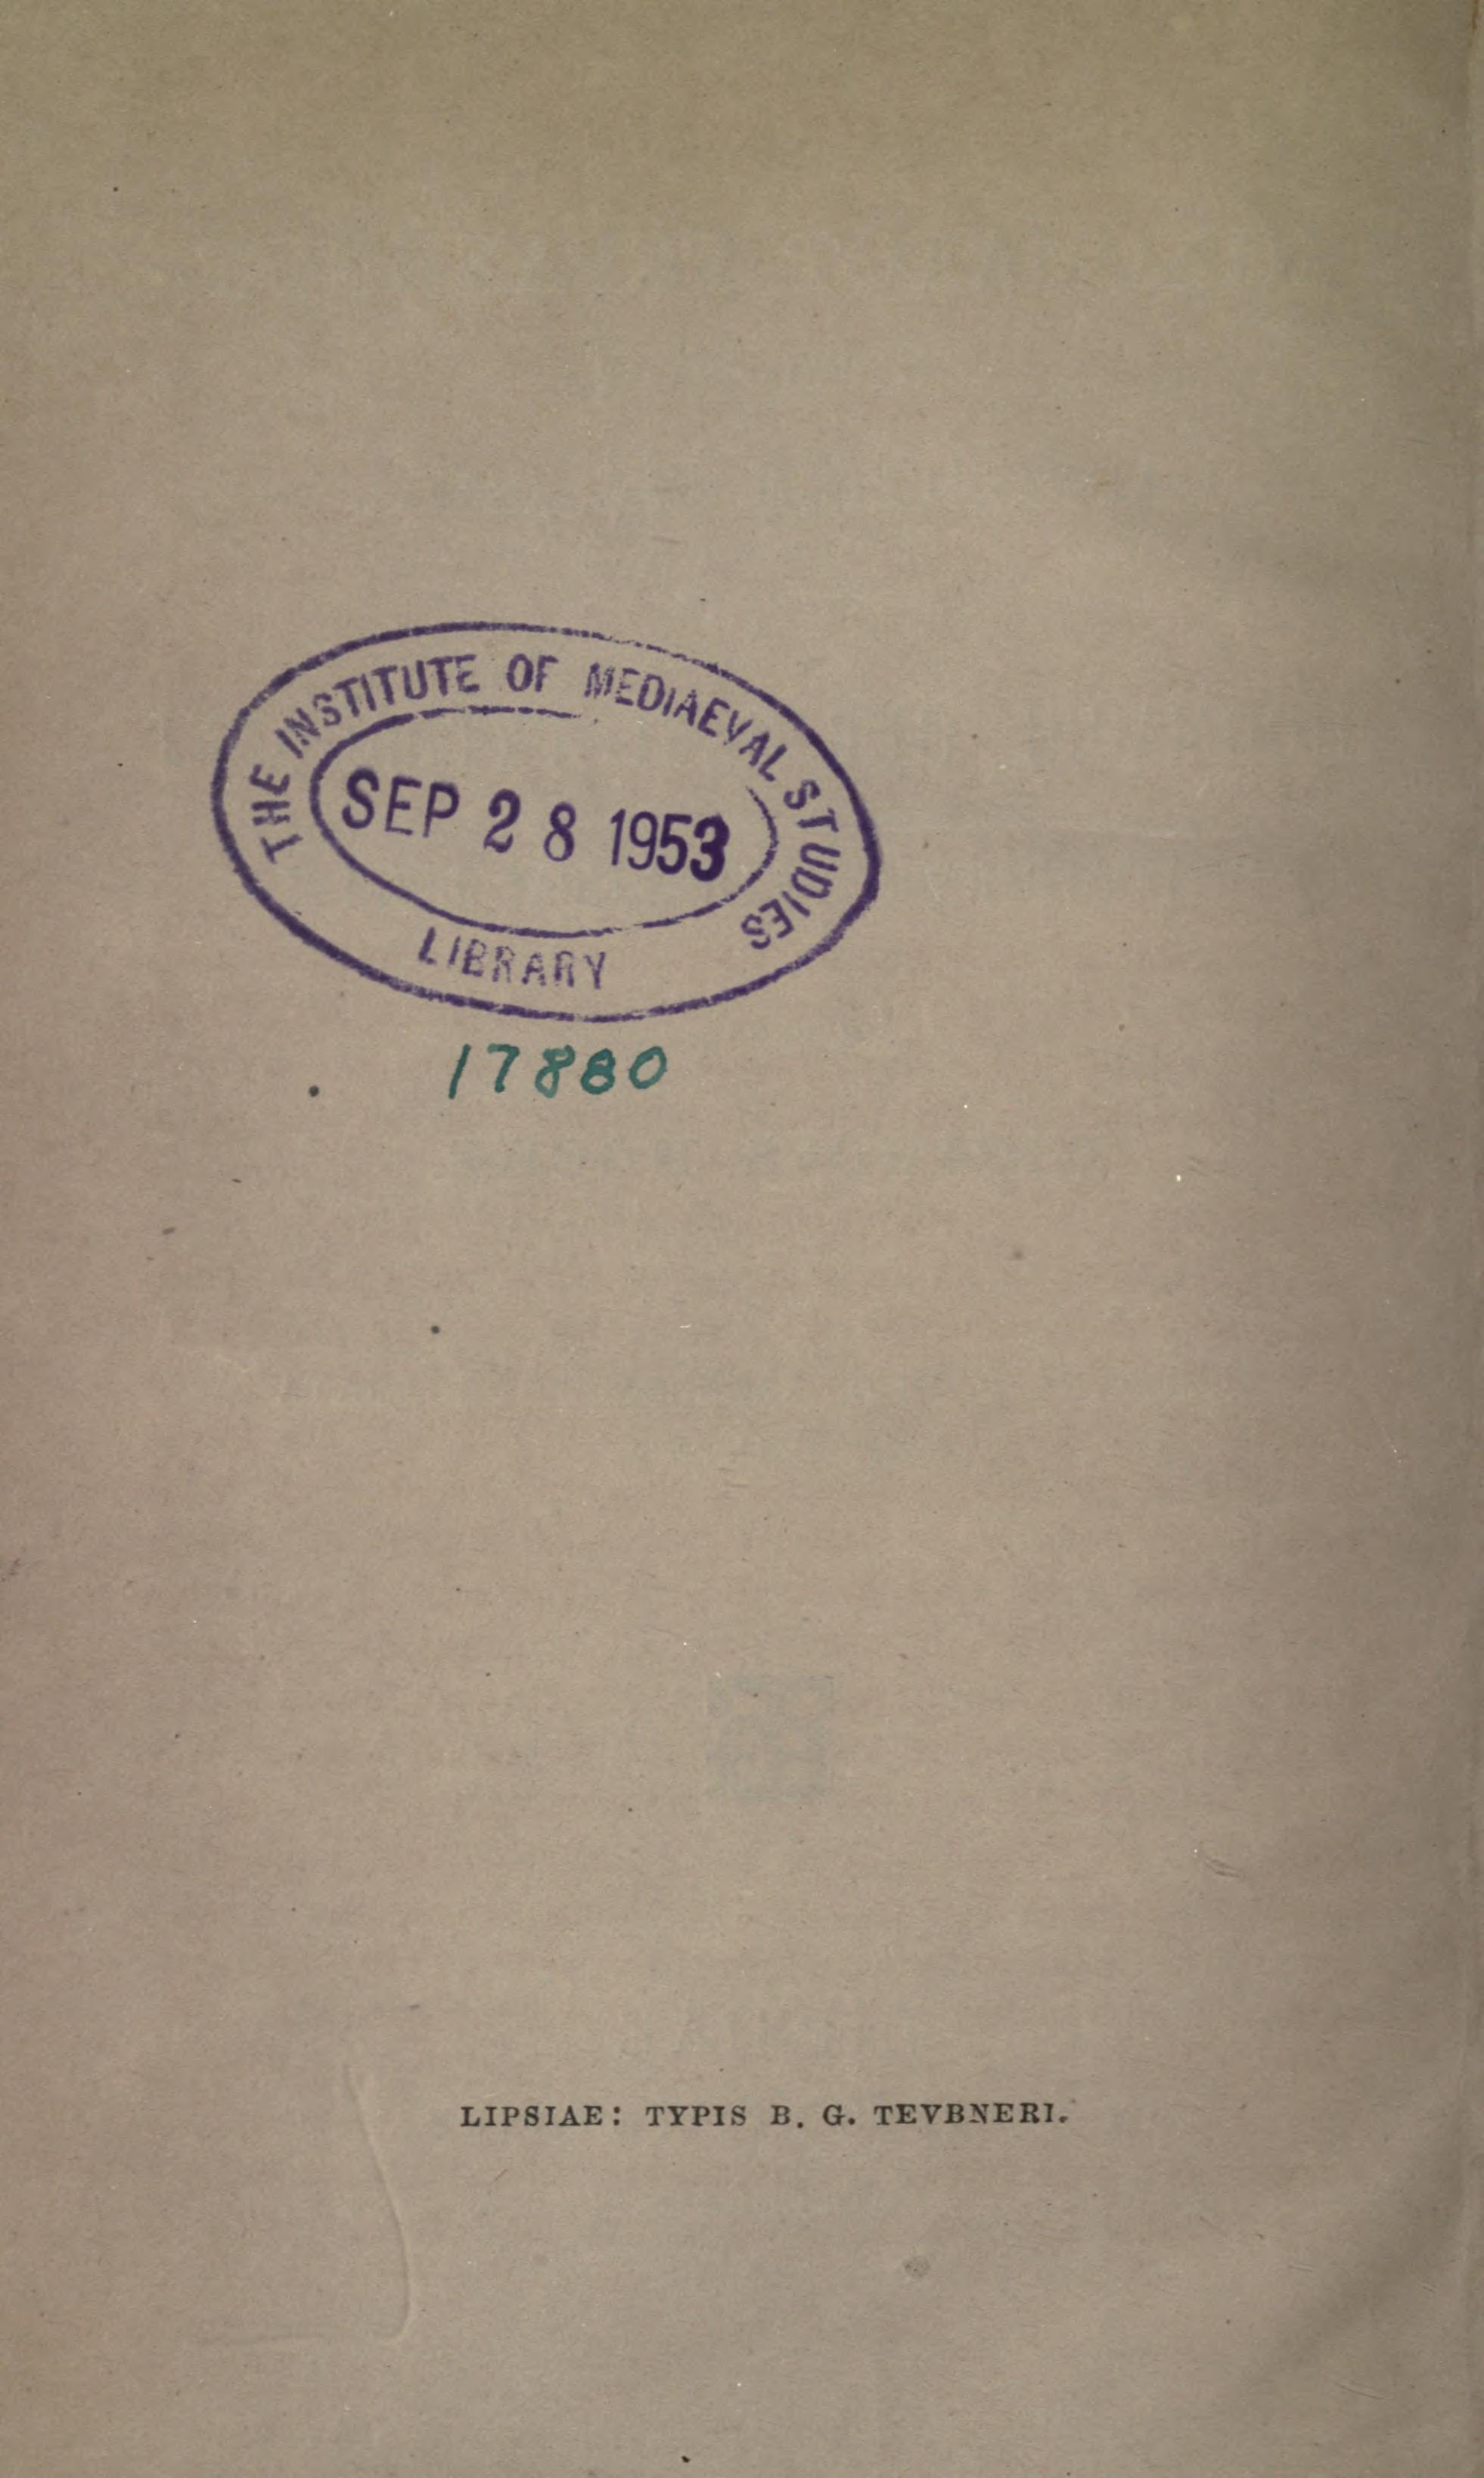 THE INSTITUTE OF MEDIAEVAL STUDIES
SEP 28 1953
LIBRARY
17880
LIPSIAE: TYPIS B. G. TEVBNERI.